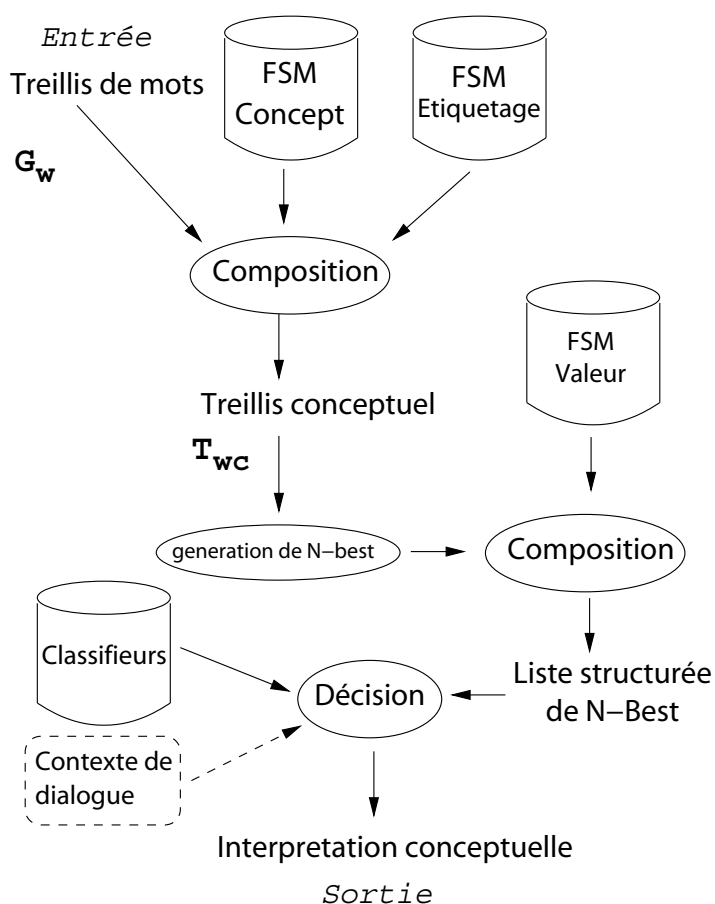 Entrée
Treillis de mots
FSM
Concept
FSM
Etiquetage
G_w
Composition
FSM
Valeur
Treillis conceptuel
T_wc
generation de N−best
Composition
Classifieurs
Décision
Liste structurée
de N−Best
Contexte de
dialogue
Interpretation conceptuelle
Sortie